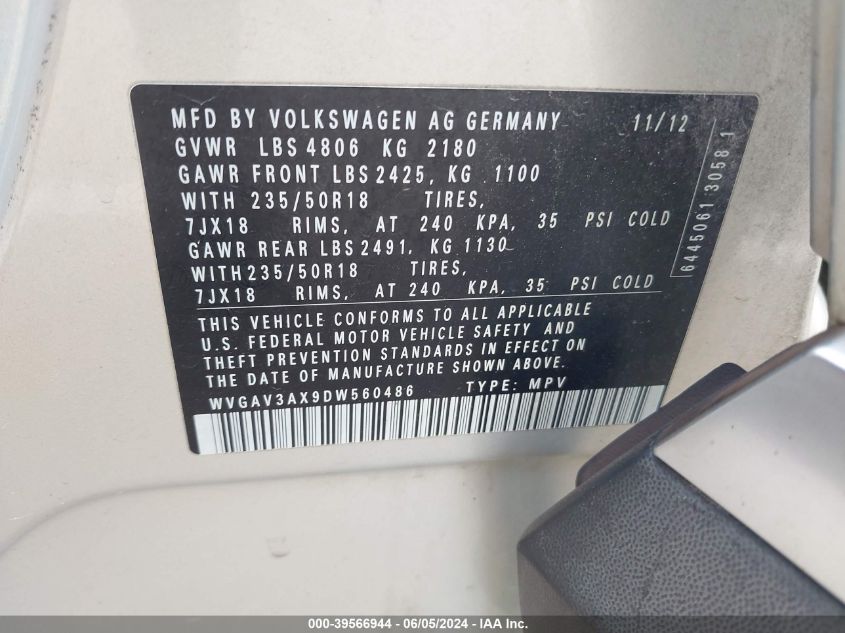 MFD BY VOLKSWAGEN AG GERMANY 11/12
GVWR LBS 4806 KG 2180
GAWR FRONT LBS 2425, KG 1100
WITH 235/50R18 TIRES,
7JX18 RIMS, AT 240 KPA, 35 PSI COLD
GAWR REAR LBS 2491, KG 1130
WITH 235/50R18 TIRES,
7JX18 RIMS, AT 240 KPA, 35 PSI COLD
6445061 3058 1
THIS VEHICLE CONFORMS TO ALL APPLICABLE
U.S. FEDERAL MOTOR VEHICLE SAFETY AND
THEFT PREVENTION STANDARDS IN EFFECT ON
THE DATE OF MANUFACTURE SHOWN ABOVE.
WVGAV3AX9DW560486 TYPE: MPV
000-39566944 - 06/05/2024 - IAA Inc.